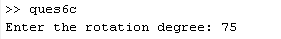 >> ques6c
Enter the rotation degree: 75